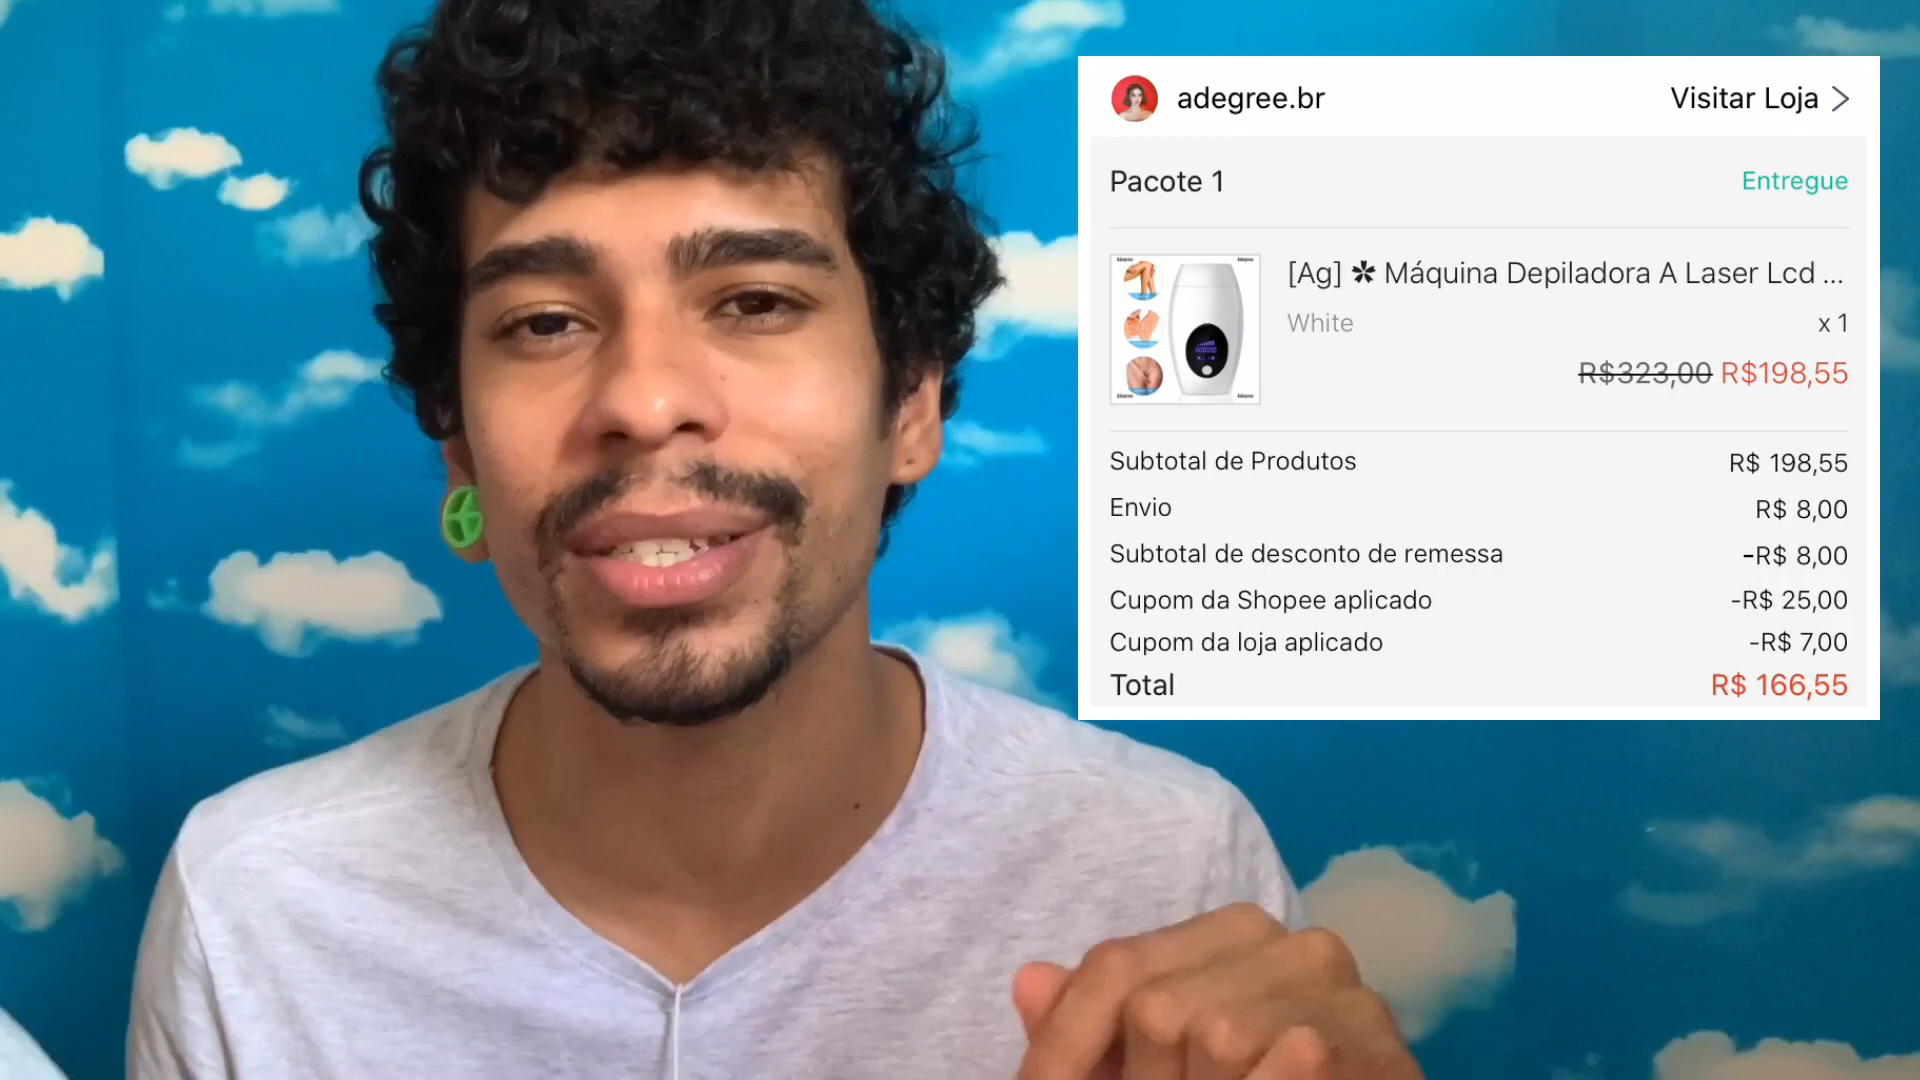 adegree.br
Visitar Loja
Pacote 1
Entregue
[Ag] ✲ Máquina Depiladora A Laser Lcd ...
White
x 1
R$323,00 R$198,55
Subtotal de Produtos
R$ 198,55
Envio
R$ 8,00
Subtotal de desconto de remessa
-R$ 8,00
Cupom da Shopee aplicado
-R$ 25,00
Cupom da loja aplicado
-R$ 7,00
Total
R$ 166,55